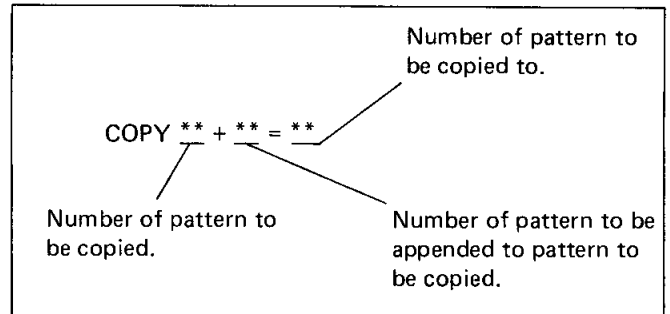 Number of pattern to
be copied to.
COPY ** + ** = **
Number of pattern to
be copied.
Number of pattern to be
appended to pattern to
be copied.